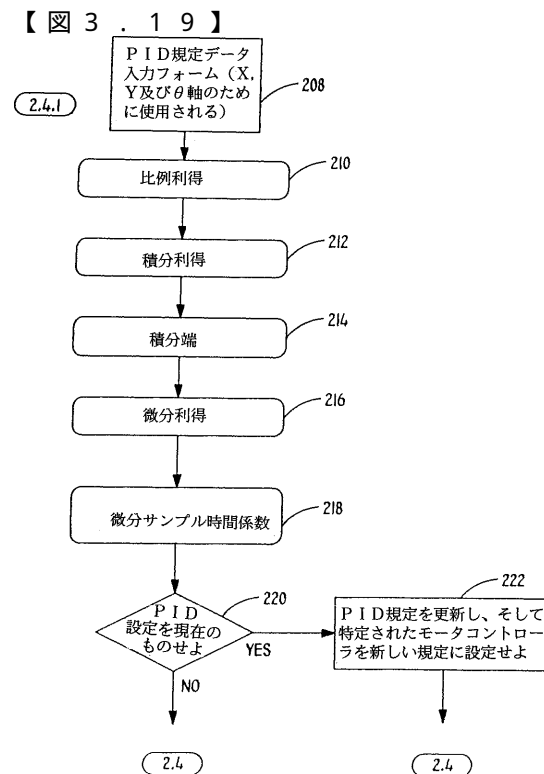 【図3.19】
PID規定データ
入力フォーム（X,
Y及びθ軸のため
に使用される）
208
2.4.1
比例利得
210
積分利得
212
積分端
214
微分利得
216
微分サンプル時間係数
218
PID
設定を現在の
ものせよ
220
YES
NO
222
PID規定を更新し、そして
特定されたモータコントロー
ラを新しい規定に設定せよ
2.4
2.4